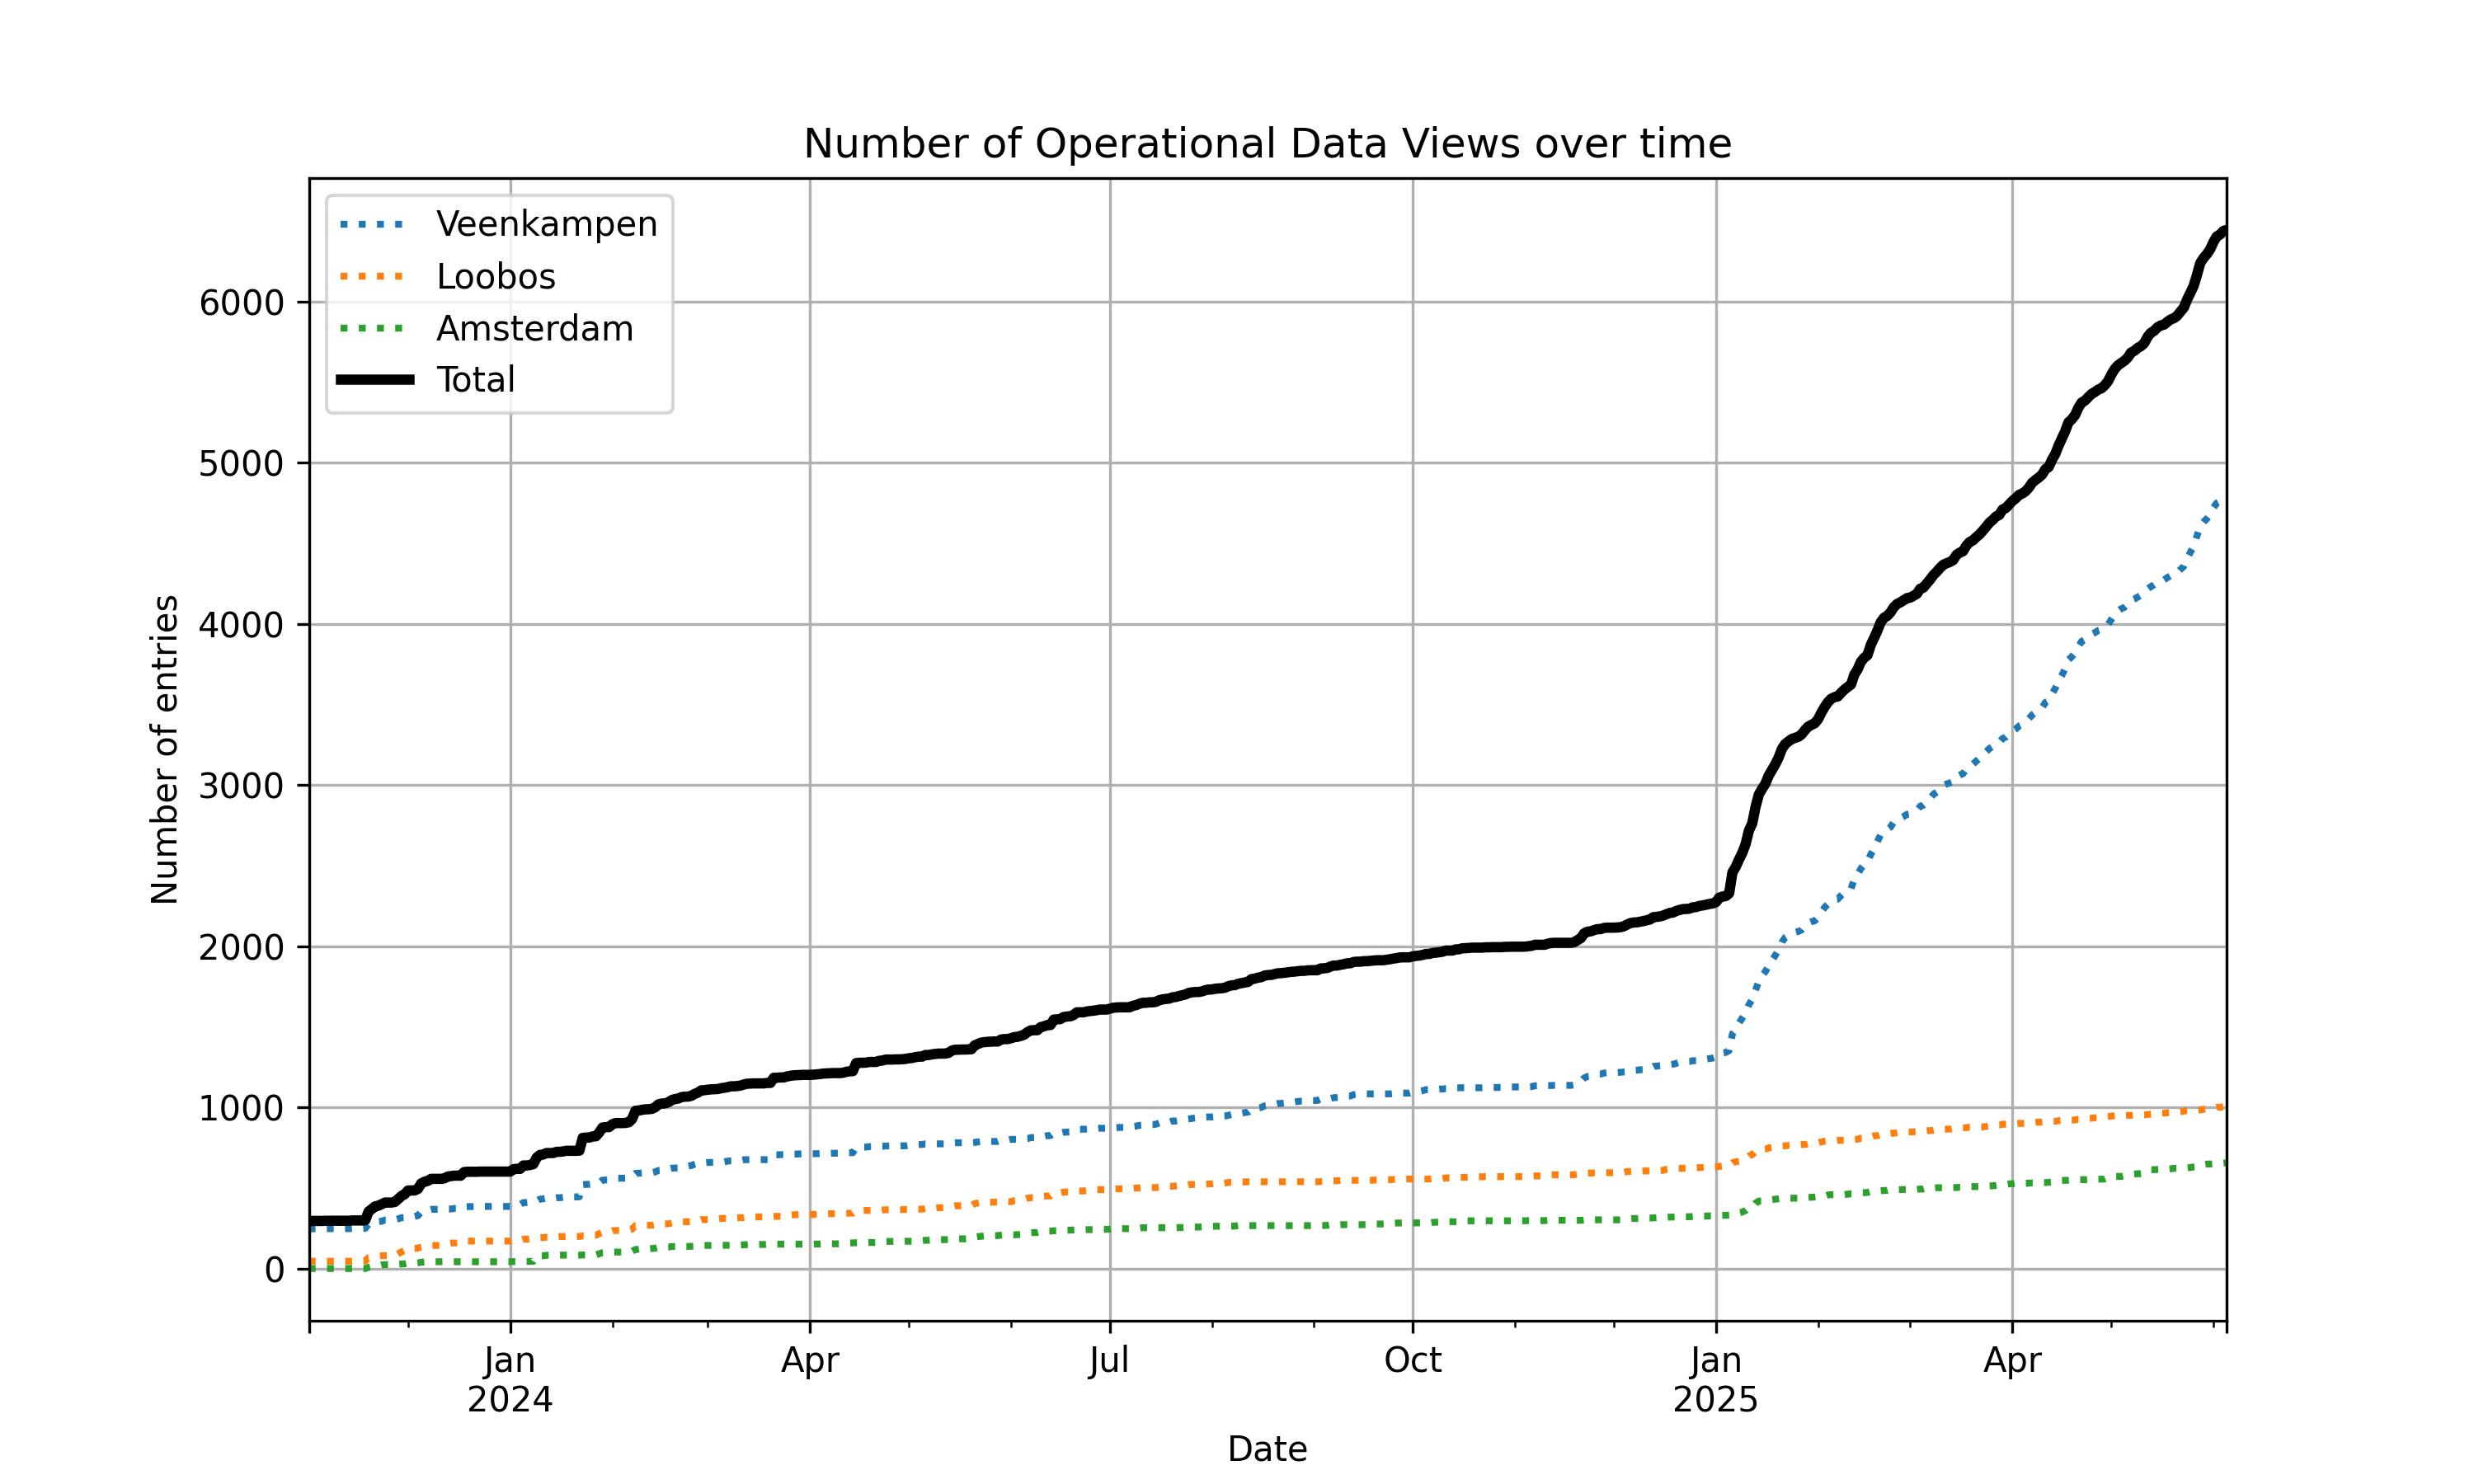 Number of Operational Data Views over time
Veenkampen
Loobos
Amsterdam
Total
Number of entries
6000
5000
4000
3000
2000
1000
0
Jan
2024
Apr
Jul
Oct
Jan
2025
Apr
Date